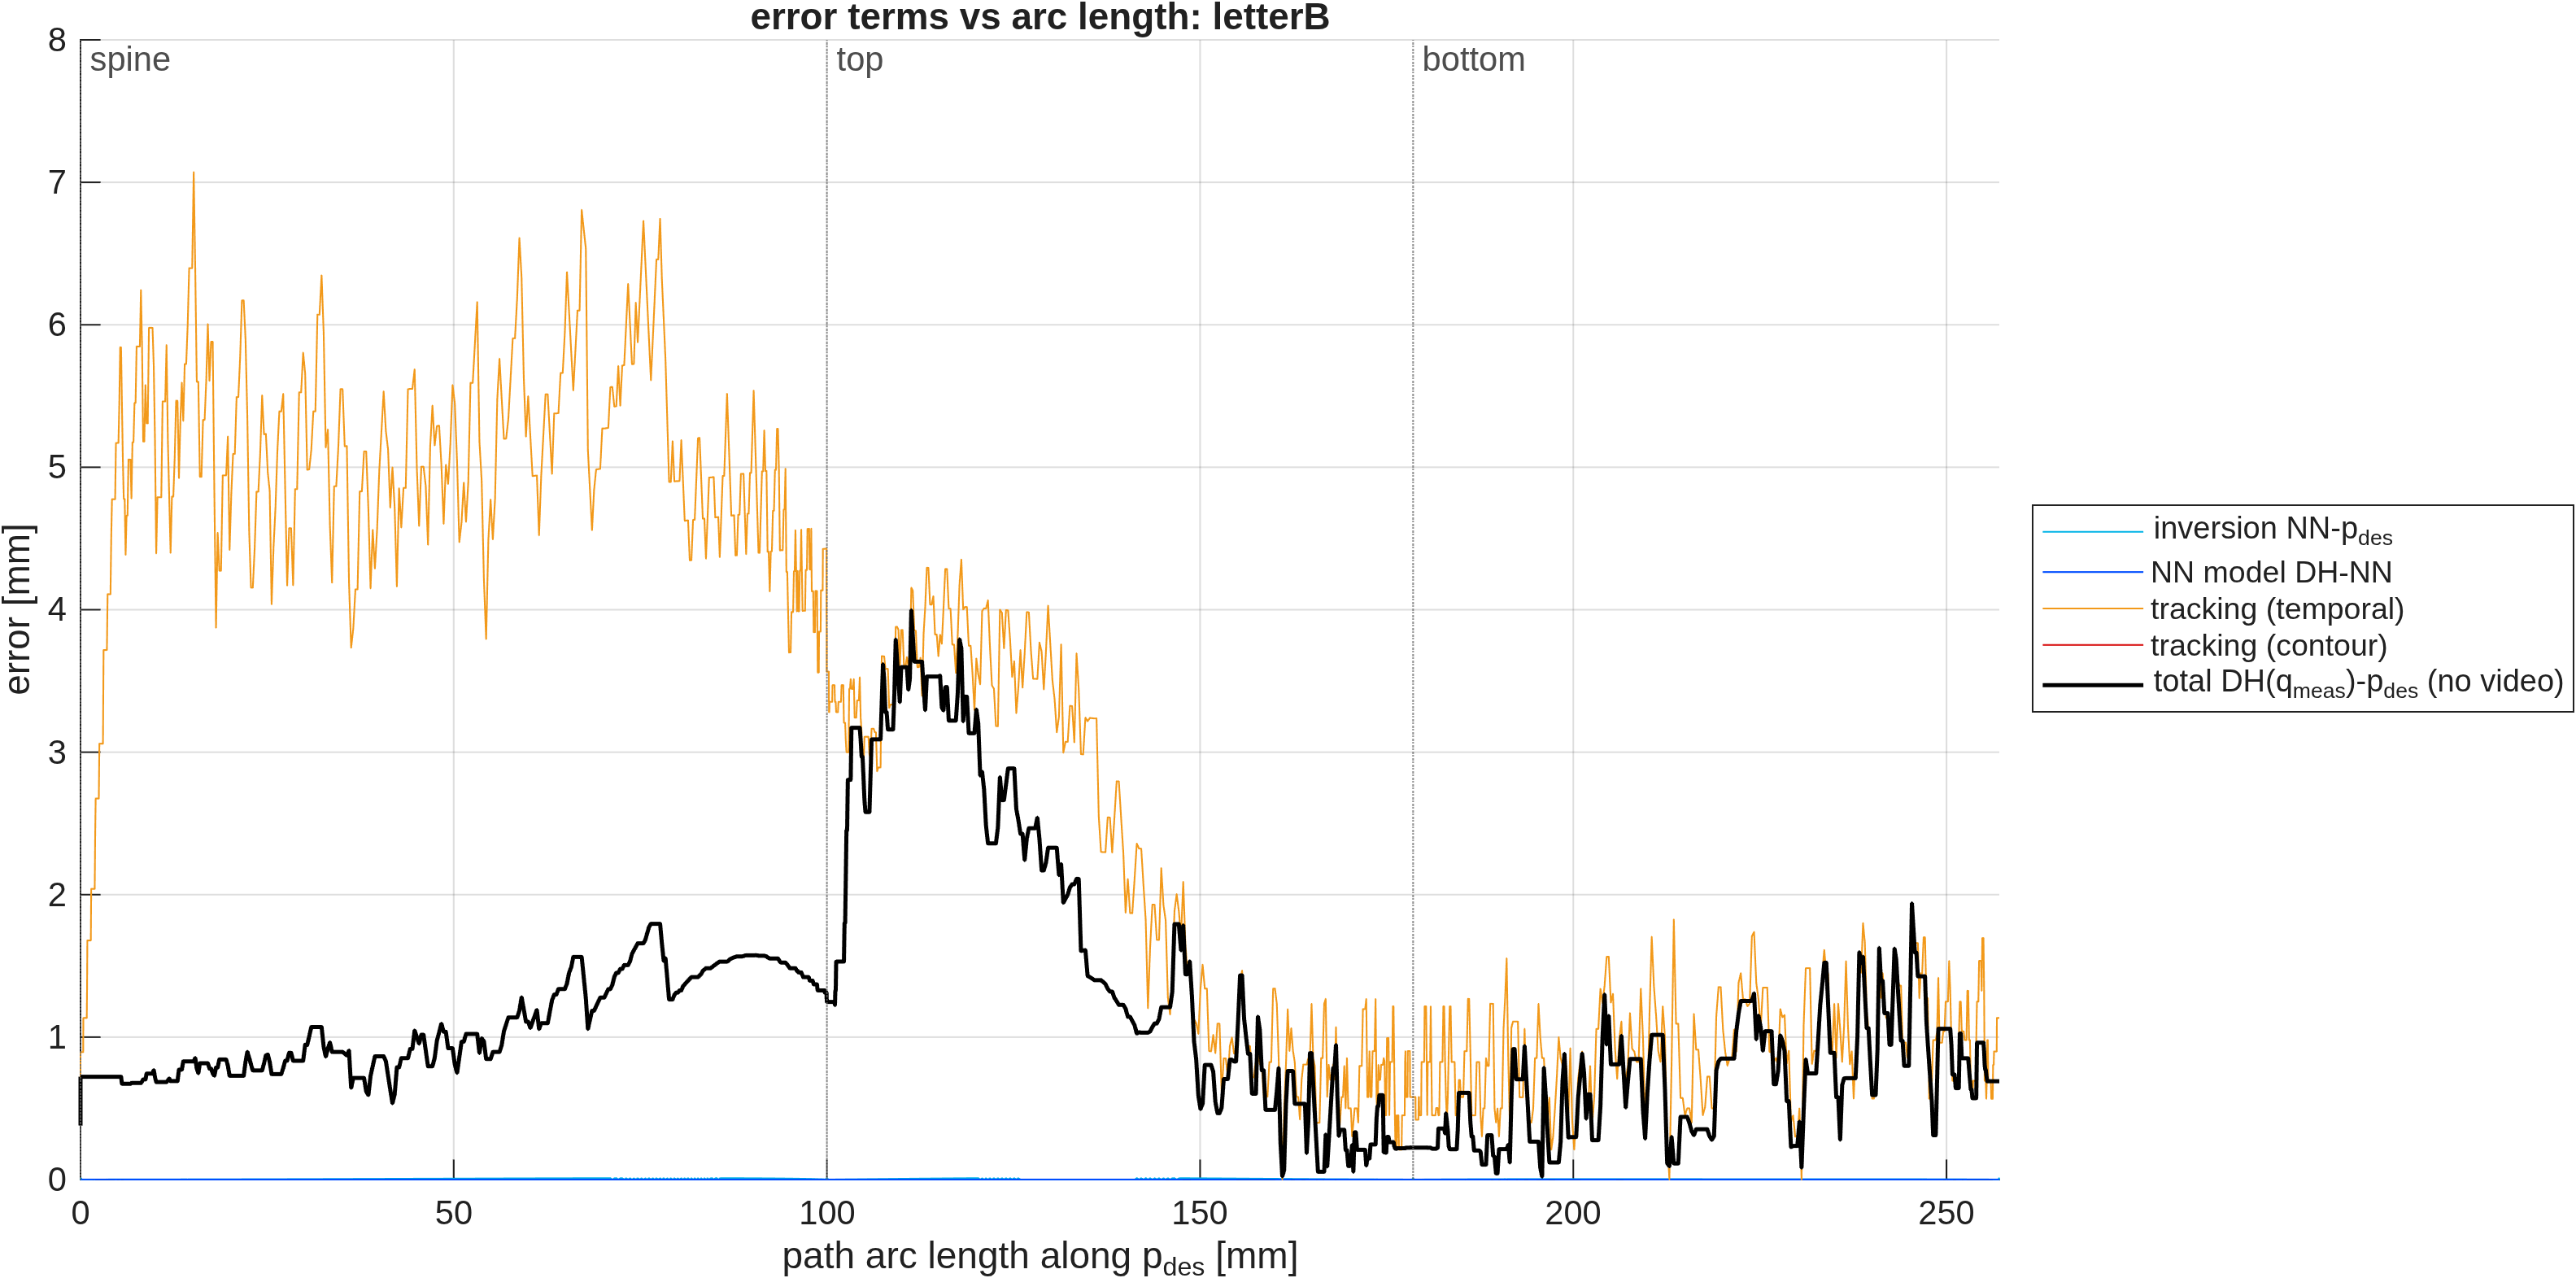 error terms vs arc length: letterB
spine
top
bottom
8
7
6
5
4
3
2
1
0
error [mm]
0
50
100
150
200
250
path arc length along p_des [mm]
inversion NN-p_des
NN model DH-NN
tracking (temporal)
tracking (contour)
total DH(q_meas)-p_des (no video)